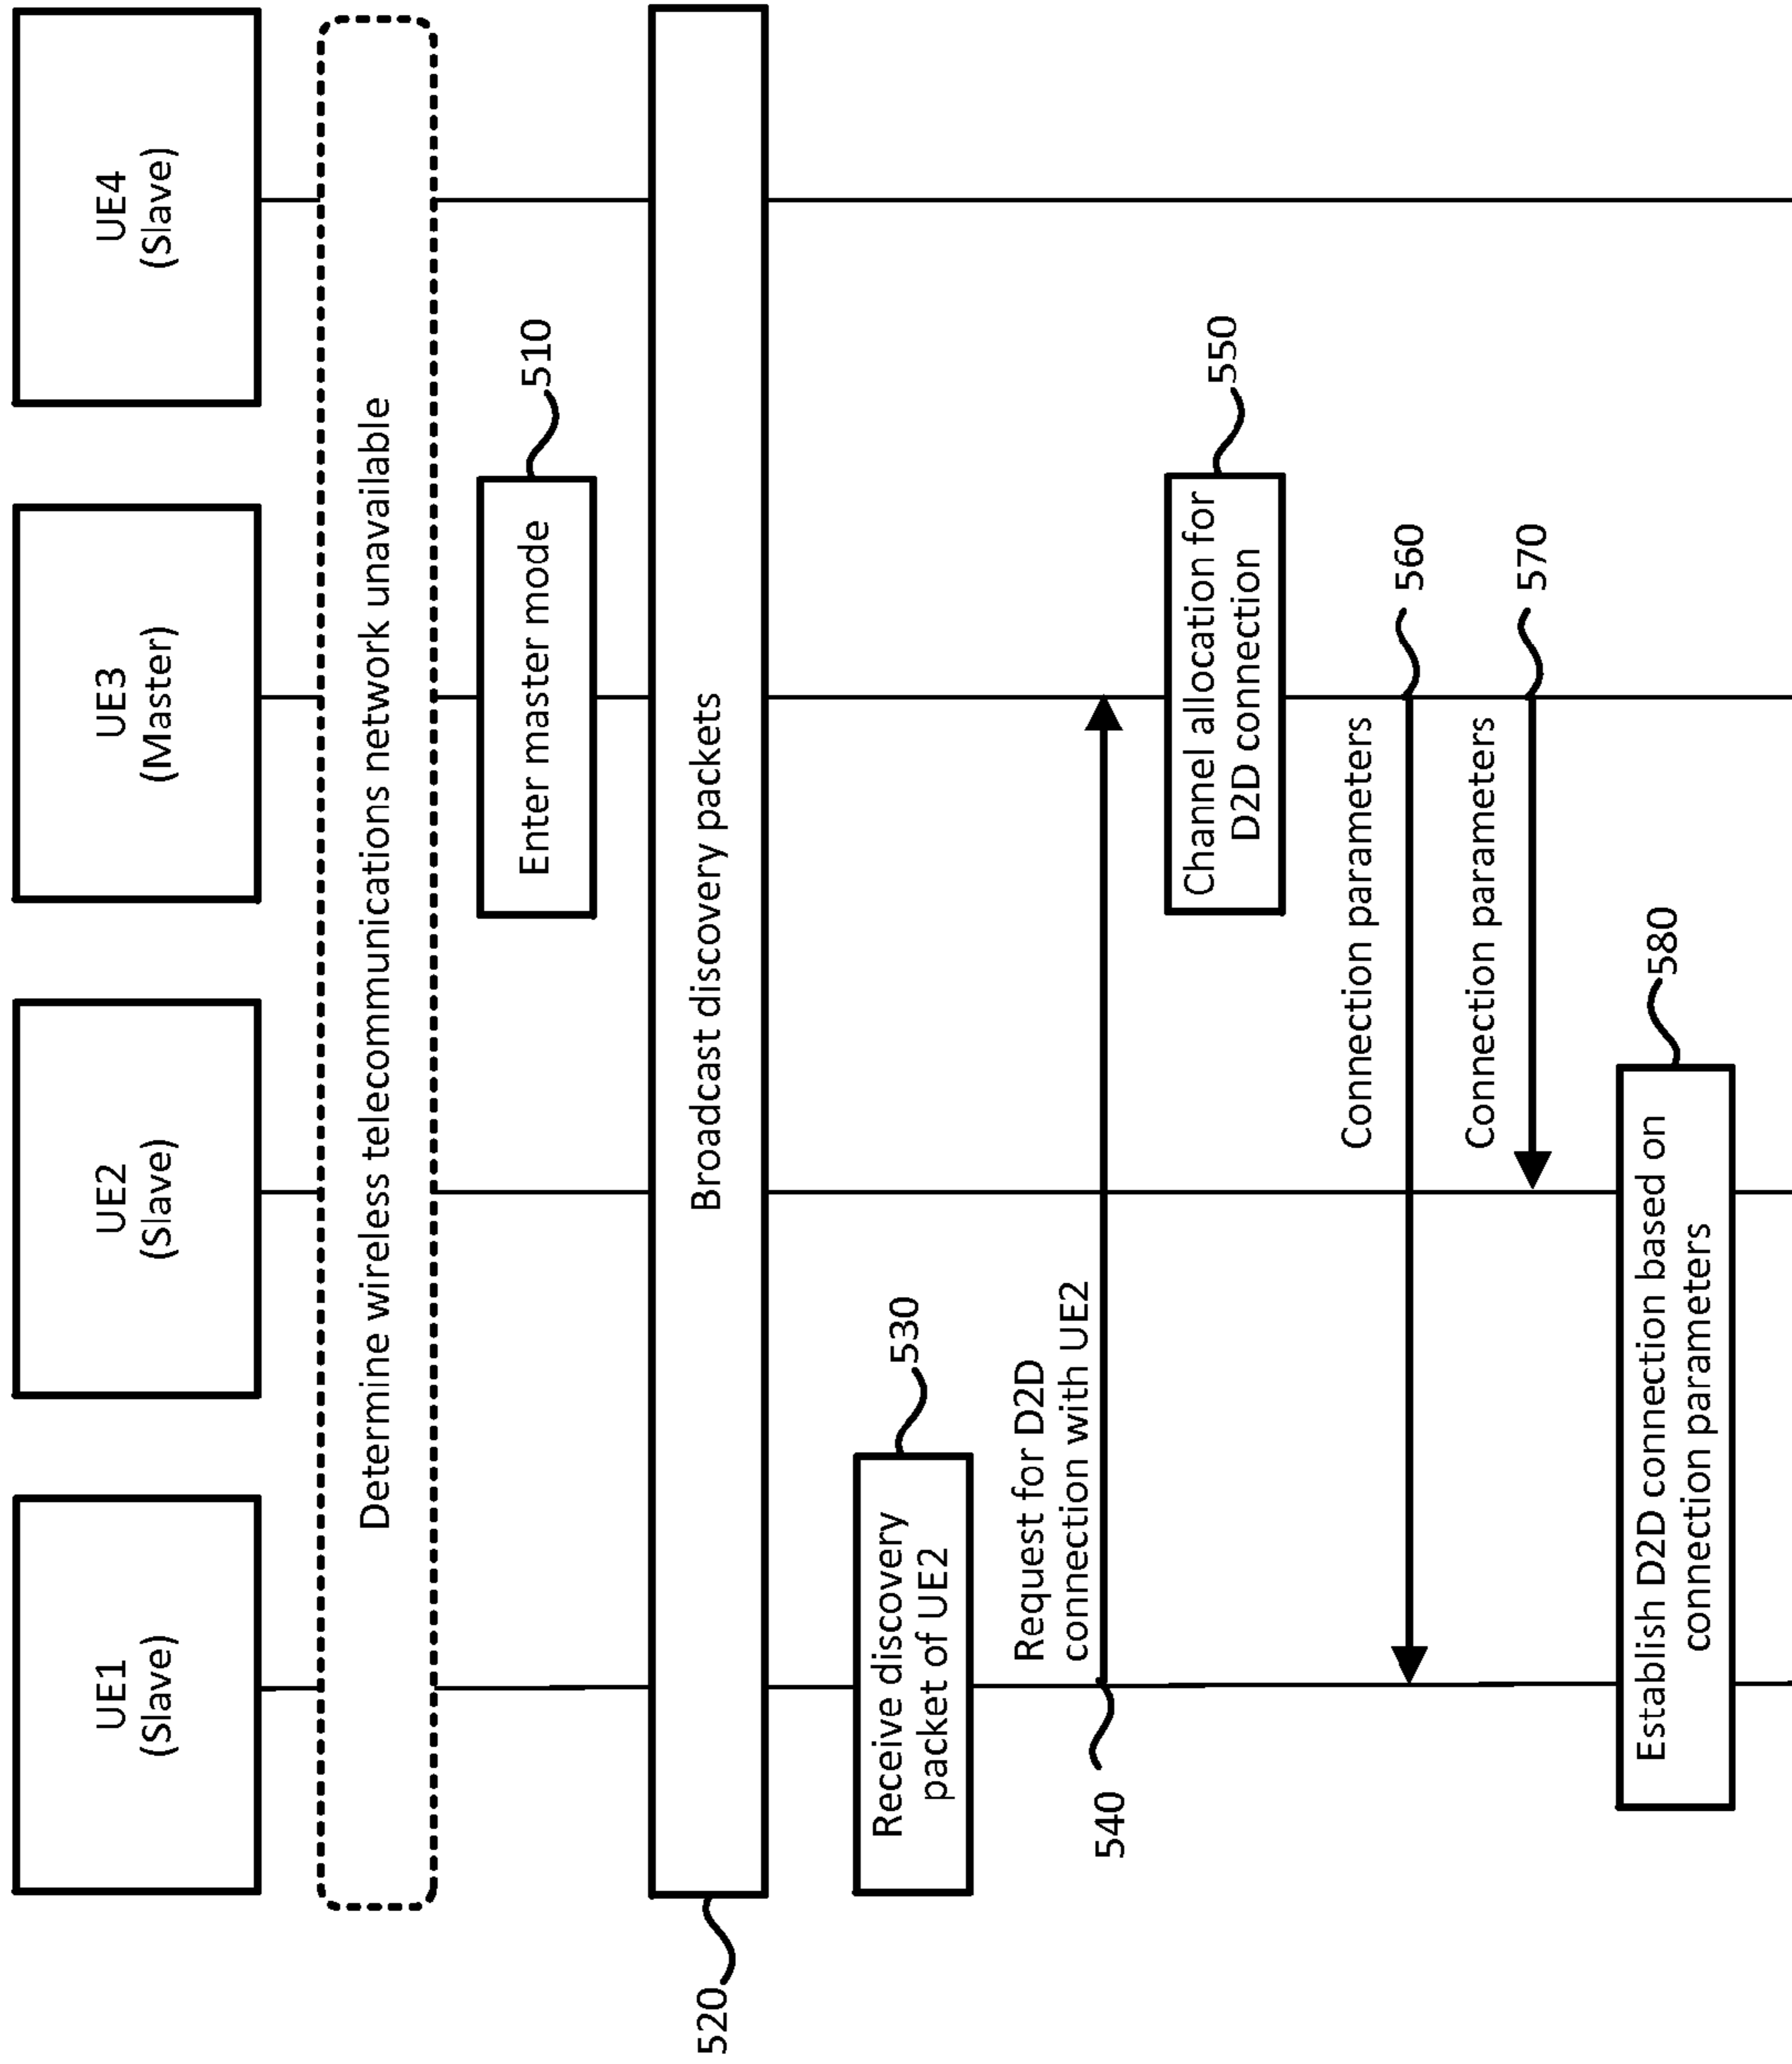 UE1
(Slave)
UE2
(Slave)
UE3
(Master)
UE4
(Slave)
Determine wireless telecommunications network unavailable
Enter master mode
510
Broadcast discovery packets
520
Receive discovery
packet of UE2
530
Request for D2D
connection with UE2
540
Channel allocation for
D2D connection
550
Connection parameters
560
Connection parameters
570
Establish D2D connection based on
connection parameters
580